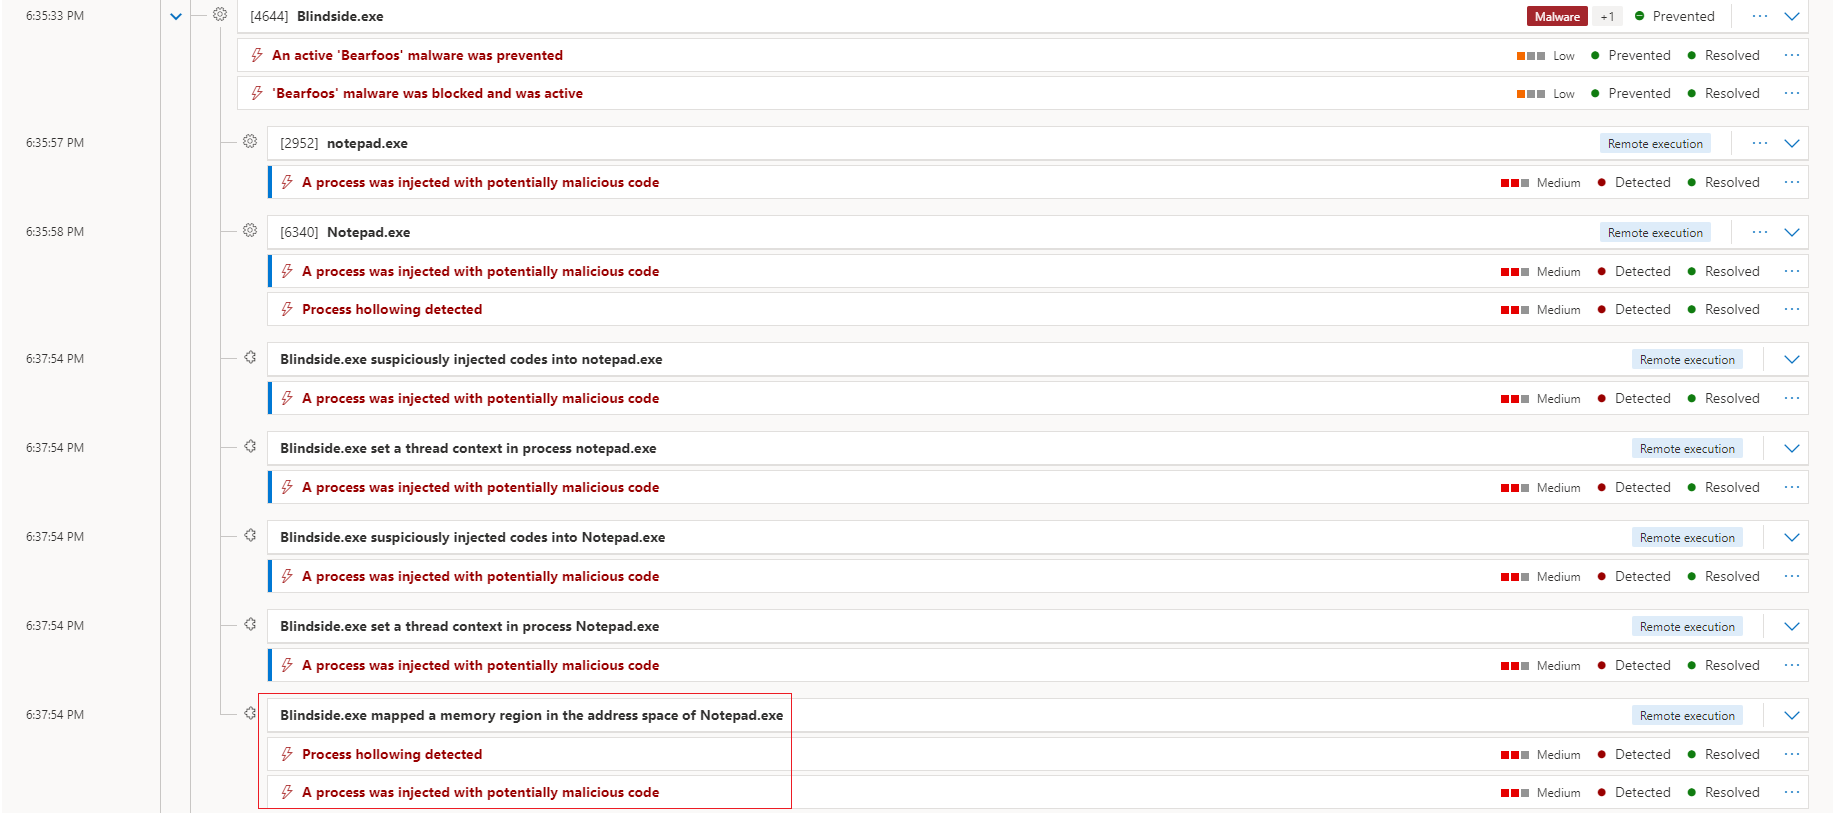 6:35:33 PM [4644] Blindside.exe Malware +1 Prevented ...
An active 'Bearfoos' malware was prevented Low Prevented Resolved ...
'Bearfoos' malware was blocked and was active Low Prevented Resolved ...
6:35:57 PM [2952] notepad.exe Remote execution ...
A process was injected with potentially malicious code Medium Detected Resolved ...
6:35:58 PM [6340] Notepad.exe Remote execution ...
A process was injected with potentially malicious code Medium Detected Resolved ...
Process hollowing detected Medium Detected Resolved ...
6:37:54 PM Blindside.exe suspiciously injected codes into notepad.exe Remote execution
A process was injected with potentially malicious code Medium Detected Resolved ...
6:37:54 PM Blindside.exe set a thread context in process notepad.exe Remote execution
A process was injected with potentially malicious code Medium Detected Resolved ...
6:37:54 PM Blindside.exe suspiciously injected codes into Notepad.exe Remote execution
A process was injected with potentially malicious code Medium Detected Resolved ...
6:37:54 PM Blindside.exe set a thread context in process Notepad.exe Remote execution
A process was injected with potentially malicious code Medium Detected Resolved ...
6:37:54 PM Blindside.exe mapped a memory region in the address space of Notepad.exe Remote execution
Process hollowing detected Medium Detected Resolved ...
A process was injected with potentially malicious code Medium Detected Resolved ...